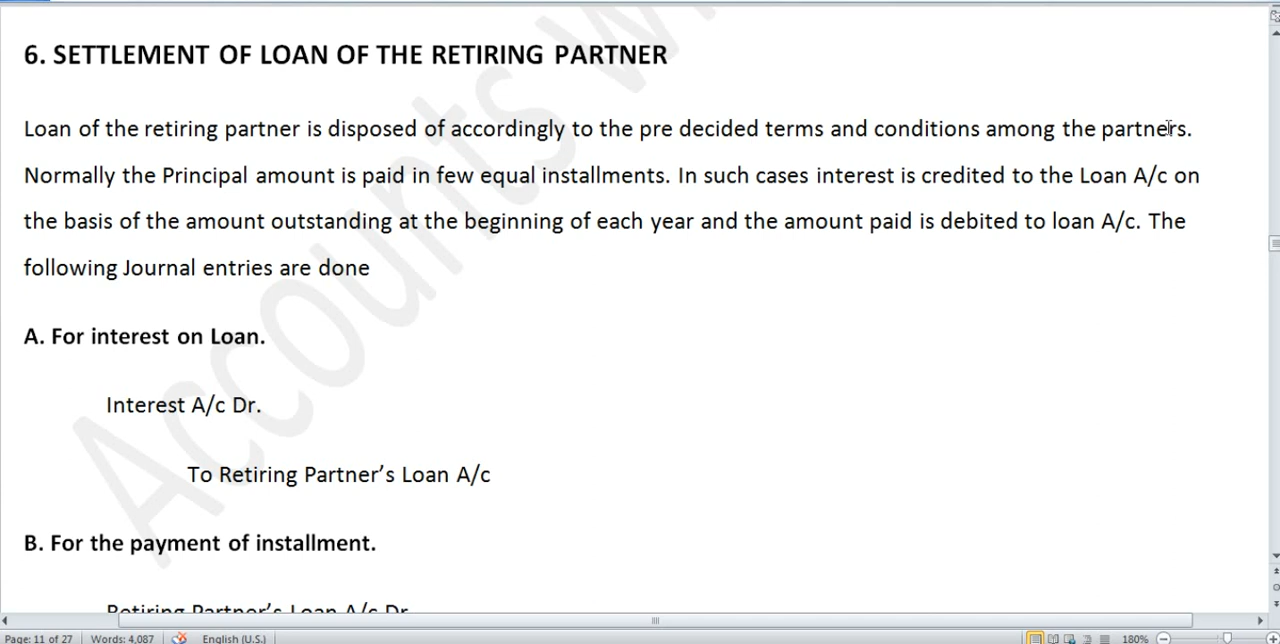 6. SETTLEMENT OF LOAN OF THE RETIRING PARTNER
Loan of the retiring partner is disposed of accordingly to the pre decided terms and conditions among the partners.
Normally the Principal amount is paid in few equal installments. In such cases interest is credited to the Loan A/c on
the basis of the amount outstanding at the beginning of each year and the amount paid is debited to loan A/c. The
following Journal entries are done
A. For interest on Loan.
Interest A/c Dr.
To Retiring Partner’s Loan A/c
B. For the payment of installment.
Retiring Partner’s Loan A/c Dr
Accounts w
Page: 11 of 27 Words: 4,087 English (U.S.) 180%